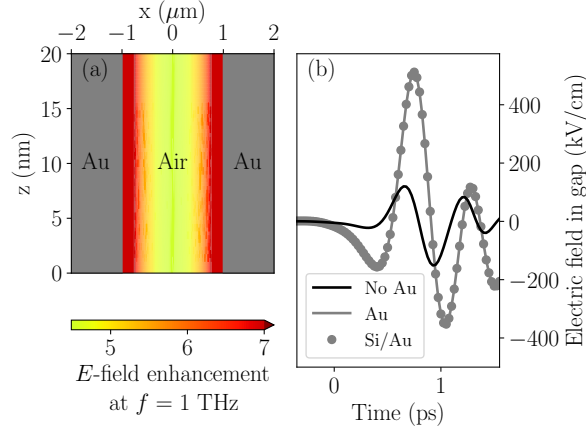 x (μm)
−2 −1 0 1 2
20
15
10
5
0
z (nm)
(a)
Au
Air
Au
5 6 7
E-field enhancement
at f = 1 THz
(b)
400
200
0
−200
−400
Electric field in gap (kV/cm)
No Au
Au
Si/Au
0 1
Time (ps)